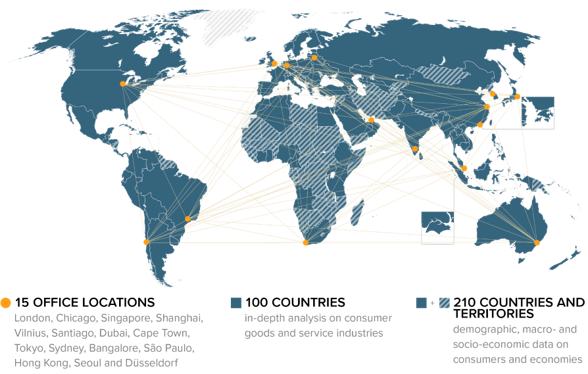 15 OFFICE LOCATIONS
London, Chicago, Singapore, Shanghai,
Vilnius, Santiago, Dubai, Cape Town,
Tokyo, Sydney, Bangalore, São Paulo,
Hong Kong, Seoul and Düsseldorf
100 COUNTRIES
in-depth analysis on consumer
goods and service industries
+
210 COUNTRIES AND
TERRITORIES
demographic, macro- and
socio-economic data on
consumers and economies